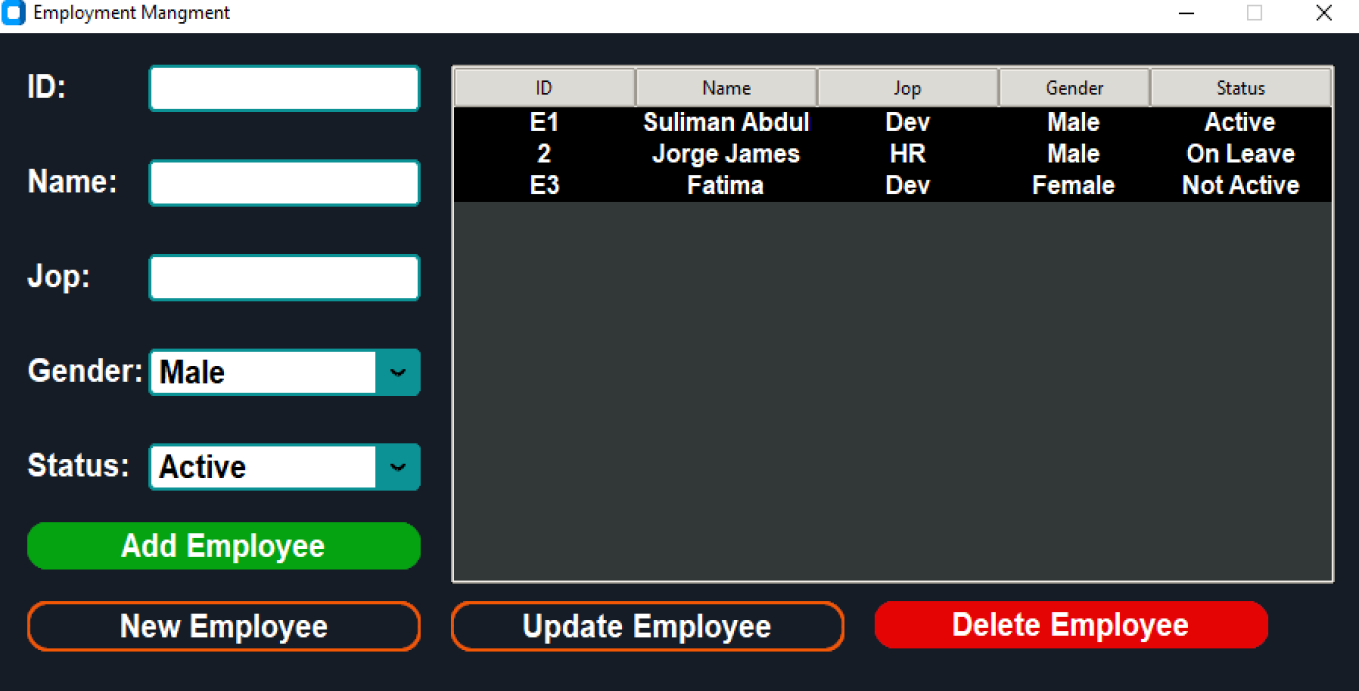 Employment Mangment
ID:
Name:
Jop:
Gender: Male
Status: Active
Add Employee
New Employee
ID Name Jop Gender Status
E1 Suliman Abdul Dev Male Active
2 Jorge James HR Male On Leave
E3 Fatima Dev Female Not Active
Update Employee
Delete Employee